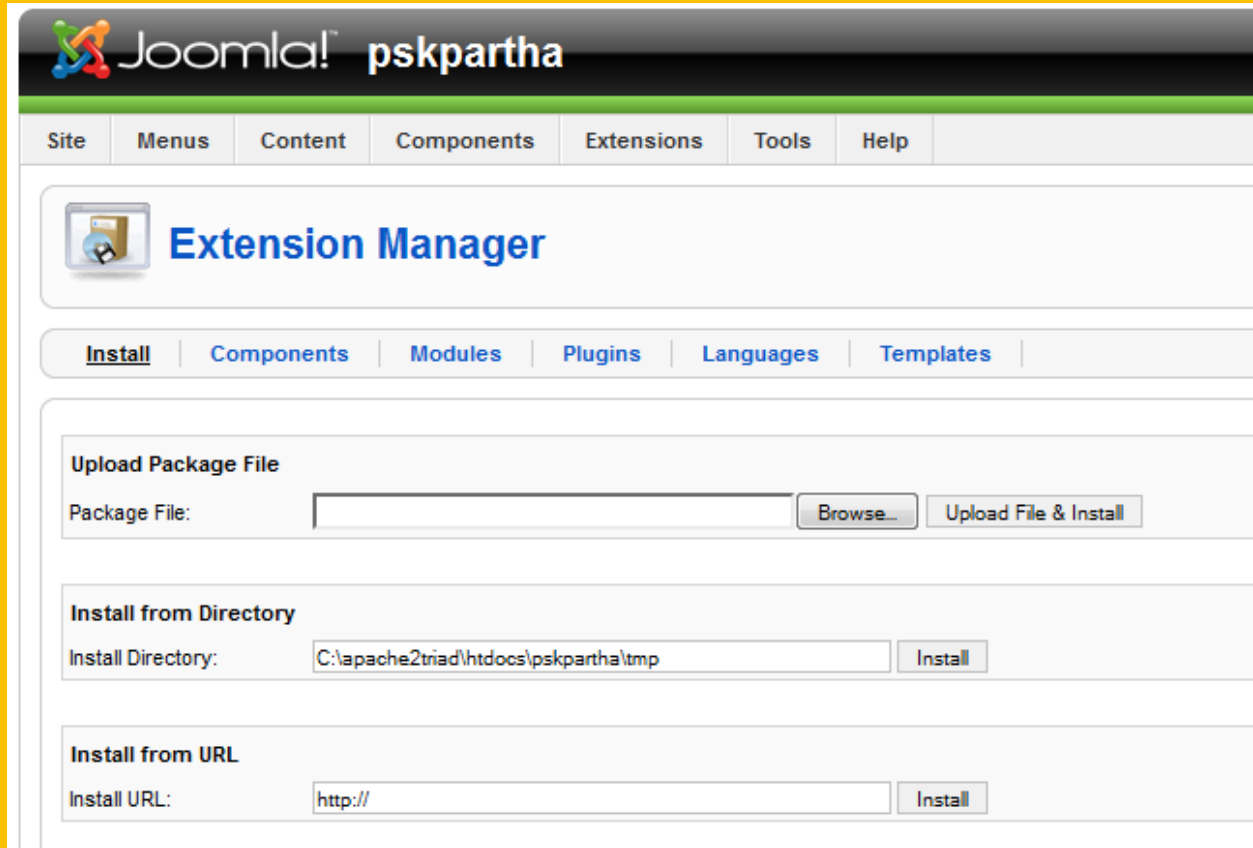 Joomla!™ pskpartha
Site Menus Content Components Extensions Tools Help
Extension Manager
Install Components Modules Plugins Languages Templates
Upload Package File
Package File: Browse... Upload File & Install
Install from Directory
Install Directory: C:\apache2triad\htdocs\pskpartha\tmp Install
Install from URL
Install URL: http:// Install